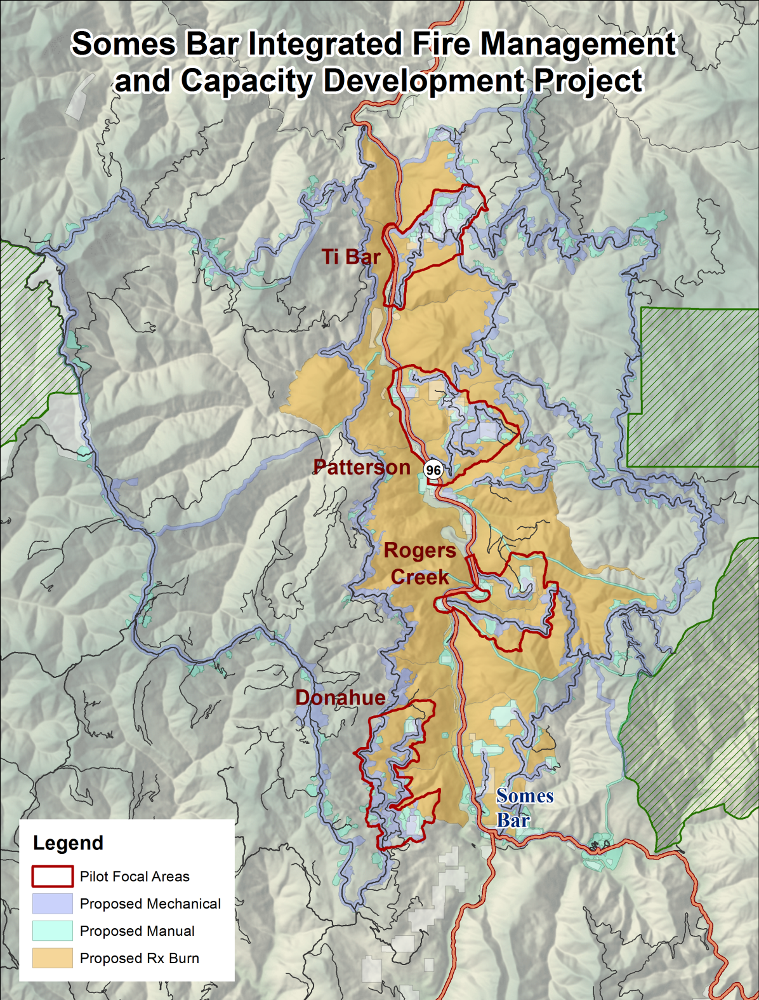 Somes Bar Integrated Fire Management
and Capacity Development Project
Ti Bar
Patterson
96
Rogers
Creek
Donahue
Somes
Bar
Legend
Pilot Focal Areas
Proposed Mechanical
Proposed Manual
Proposed Rx Burn